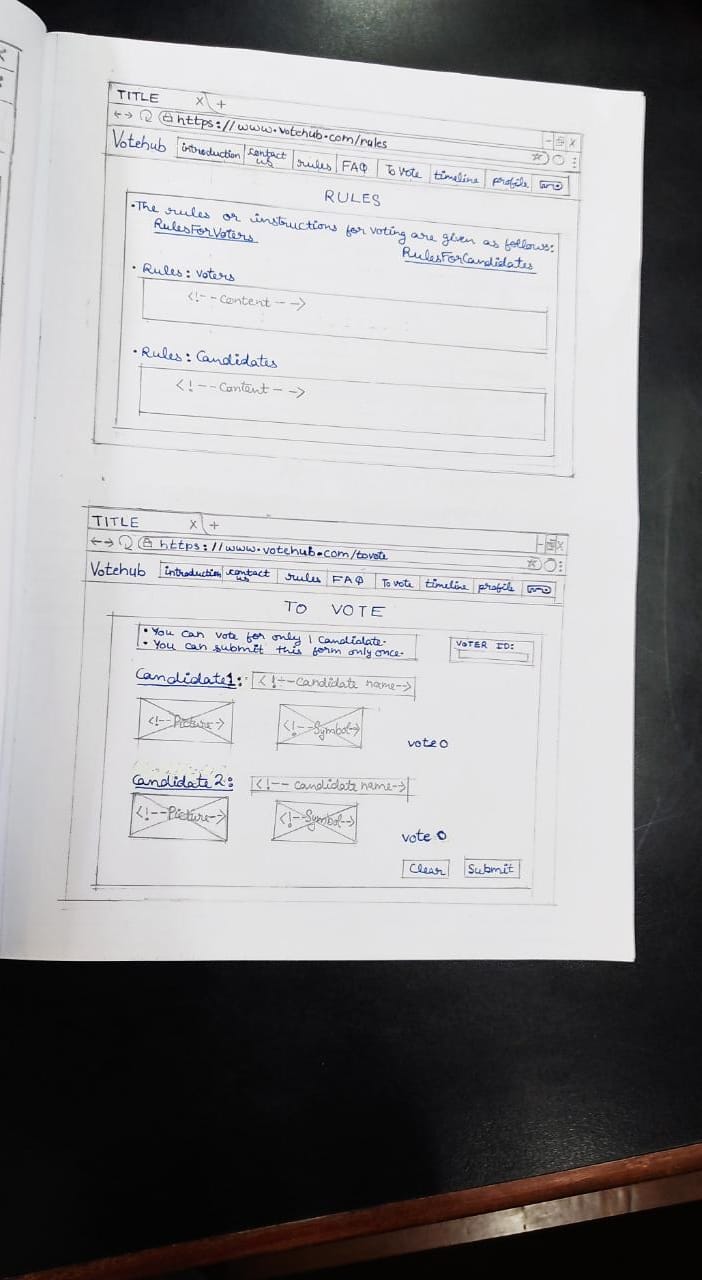 TITLE X +
https://www.votehub.com/rules
Votehub introduction contact us rules FAQ To Vote timeline profile
RULES
• The rules or instructions for voting are given as follows:
RulesForVoters RulesForCandidates
• Rules: voters
<!--content-->
• Rules: Candidates
<!--Content-->
TITLE X +
https://www.votehub.com/tovote
Votehub introduction contact us rules FAQ To vote timeline profile
TO VOTE
• You can vote for only 1 Candidate.
• You can submit this form only once.
VOTER ID:
Candidate1: <!--Candidate name-->
<!--Picture-> <!--Symbol->
vote O
Candidate 2: <!-- Candidate name->
<!--Picture-> <!--Symbol-->
vote O
Clear Submit